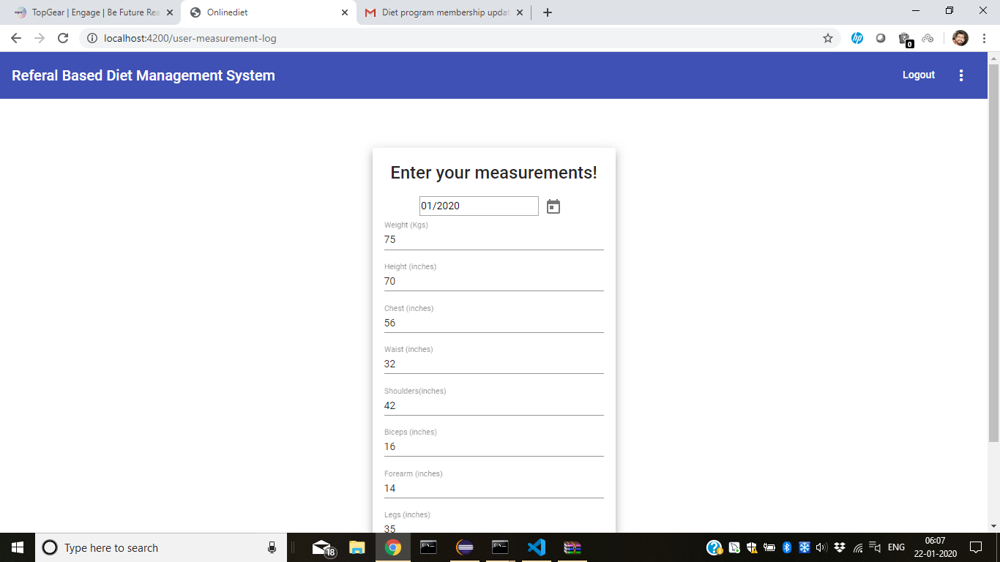 TopGear | Engage | Be Future Rea
Onlinediet
Diet program membership updat
localhost:4200/user-measurement-log
0
Referal Based Diet Management System
Logout
Enter your measurements!
01/2020
Weight (Kgs)
75
Height (inches)
70
Chest (inches)
56
Waist (inches)
32
Shoulders(inches)
42
Biceps (inches)
16
Forearm (inches)
14
Legs (inches)
35
Type here to search
18
ENG
06:07
22-01-2020